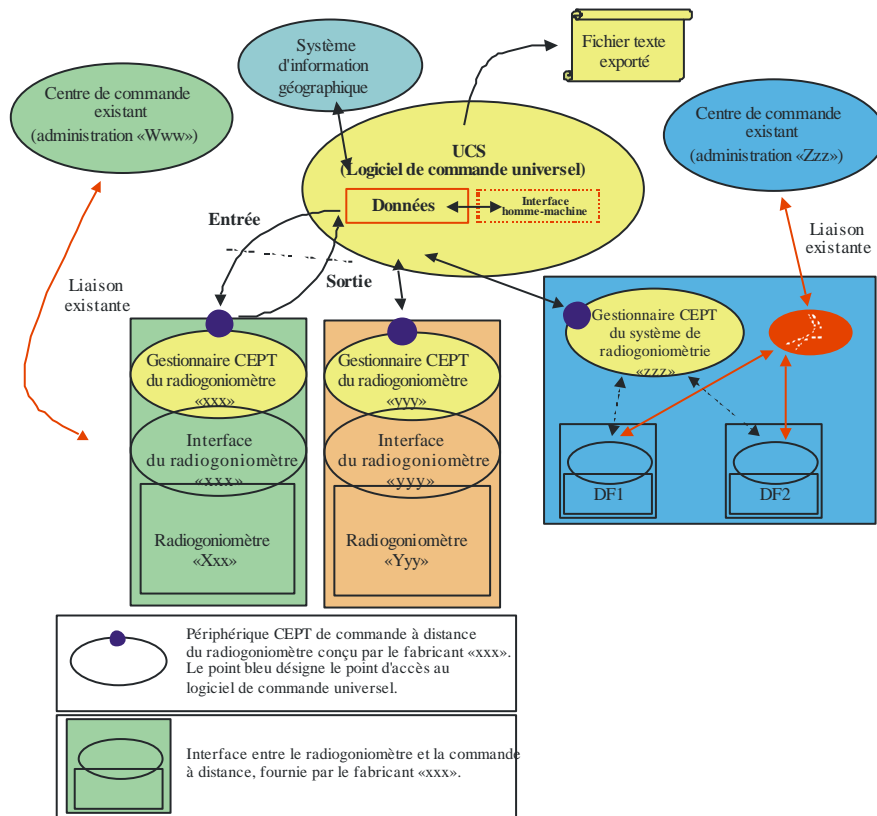 Fichier texte
exporté
Système
d'information
géographique
Centre de commande
existant
(administration «Www»)
Centre de commande
existant
(administration «Zzz»)
UCS
(Logiciel de commande universel)
Données
Interface
homme-machine
Entrée
Sortie
Liaison
existante
Liaison
existante
Gestionnaire CEPT
du radiogoniomètre
«xxx»
Gestionnaire CEPT
du radiogoniomètre
«yyy»
Gestionnaire CEPT
du système de
radiogoniomètrie
«zzz»
Interface
du radiogoniomètre
«xxx»
Interface
du radiogoniomètre
«yyy»
DF1
DF2
Radiogoniomètre
«Xxx»
Radiogoniomètre
«Yyy»
Périphérique CEPT de commande à distance
du radiogoniomètre conçu par le fabricant «xxx».
Le point bleu désigne le point d'accès au
logiciel de commande universel.
Interface entre le radiogoniomètre et la commande
à distance, fournie par le fabricant «xxx».